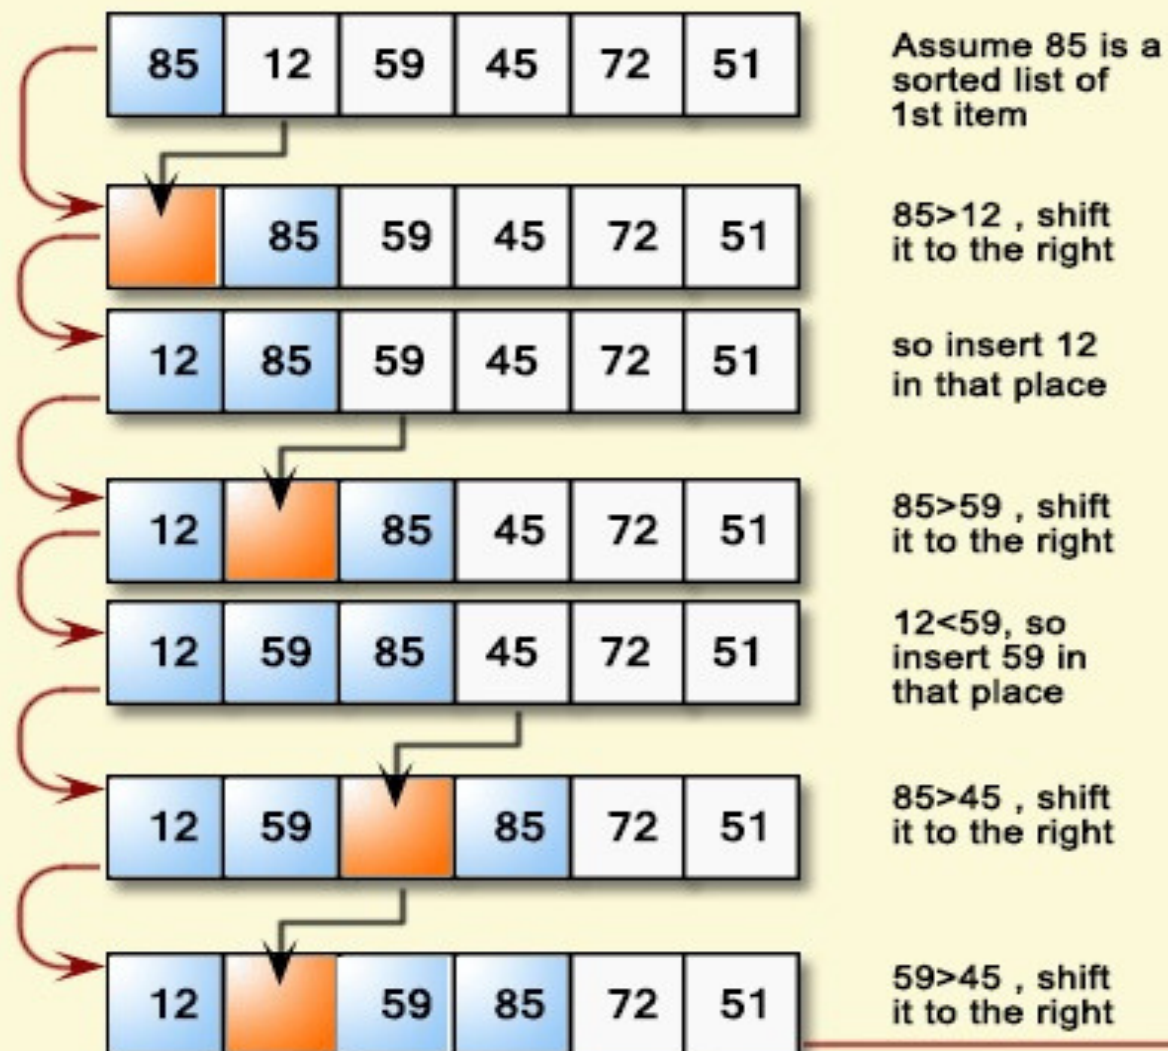 85 12 59 45 72 51
Assume 85 is a
sorted list of
1st item
85 59 45 72 51
85>12 , shift
it to the right
12 85 59 45 72 51
so insert 12
in that place
12 85 45 72 51
85>59 , shift
it to the right
12 59 85 45 72 51
12<59, so
insert 59 in
that place
12 59 85 72 51
85>45 , shift
it to the right
12 59 85 72 51
59>45 , shift
it to the right